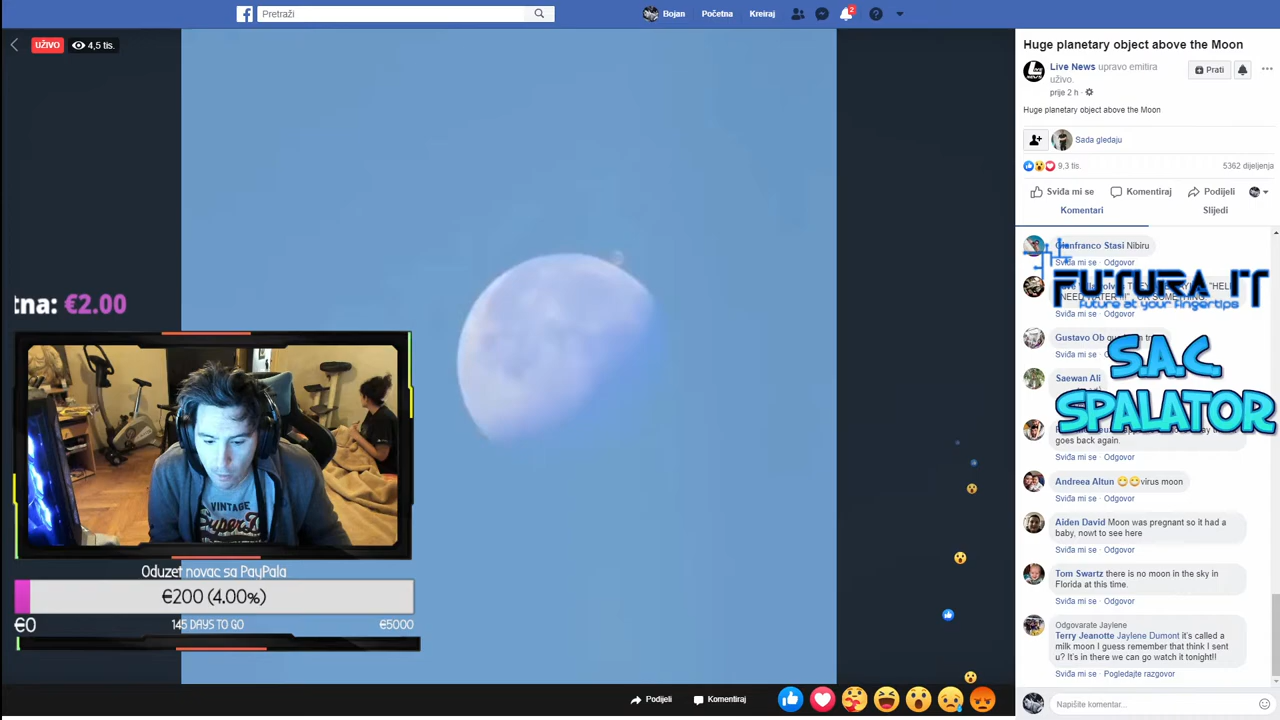 Pretraži
Bojan
Početna
Kreiraj
2
UŽIVO
4,5 tis.
Huge planetary object above the Moon
Live News upravo emitira
uživo.
prije 2 h ·
Prati
Huge planetary object above the Moon
Sada gledaju
9,3 tis.
5362 dijeljenja
Sviđa mi se
Komentiraj
Podijeli
Komentari
Slijedi
Gianfranco Stasi Nibiru
Sviđa mi se · Odgovor
FUTURA IT
Future at your Fingertips
Sviđa mi se · Odgovor
Gustavo Ob
Sviđa mi se
S.A.C.
SPALATOR
Saewan Ali
goes back again.
Sviđa mi se · Odgovor
Andreea Altun virus moon
Sviđa mi se · Odgovor
Aiden David Moon was pregnant so it had a
baby, nowt to see here
Sviđa mi se · Odgovor
Tom Swartz there is no moon in the sky in
Florida at this time.
Sviđa mi se · Odgovor
Odgovarate Jaylene
Terry Jeanotte Jaylene Dumont it's called a
milk moon I guess remember that think I sent
u? It's in there we can go watch it tonight!!
Sviđa mi se · Pogledajte razgovor
Napišite komentar...
tna: €2.00
VINTAGE
Oduzet novac sa PayPala
€200 (4.00%)
€0
145 DAYS TO GO
€5000
Podijeli
Komentiraj